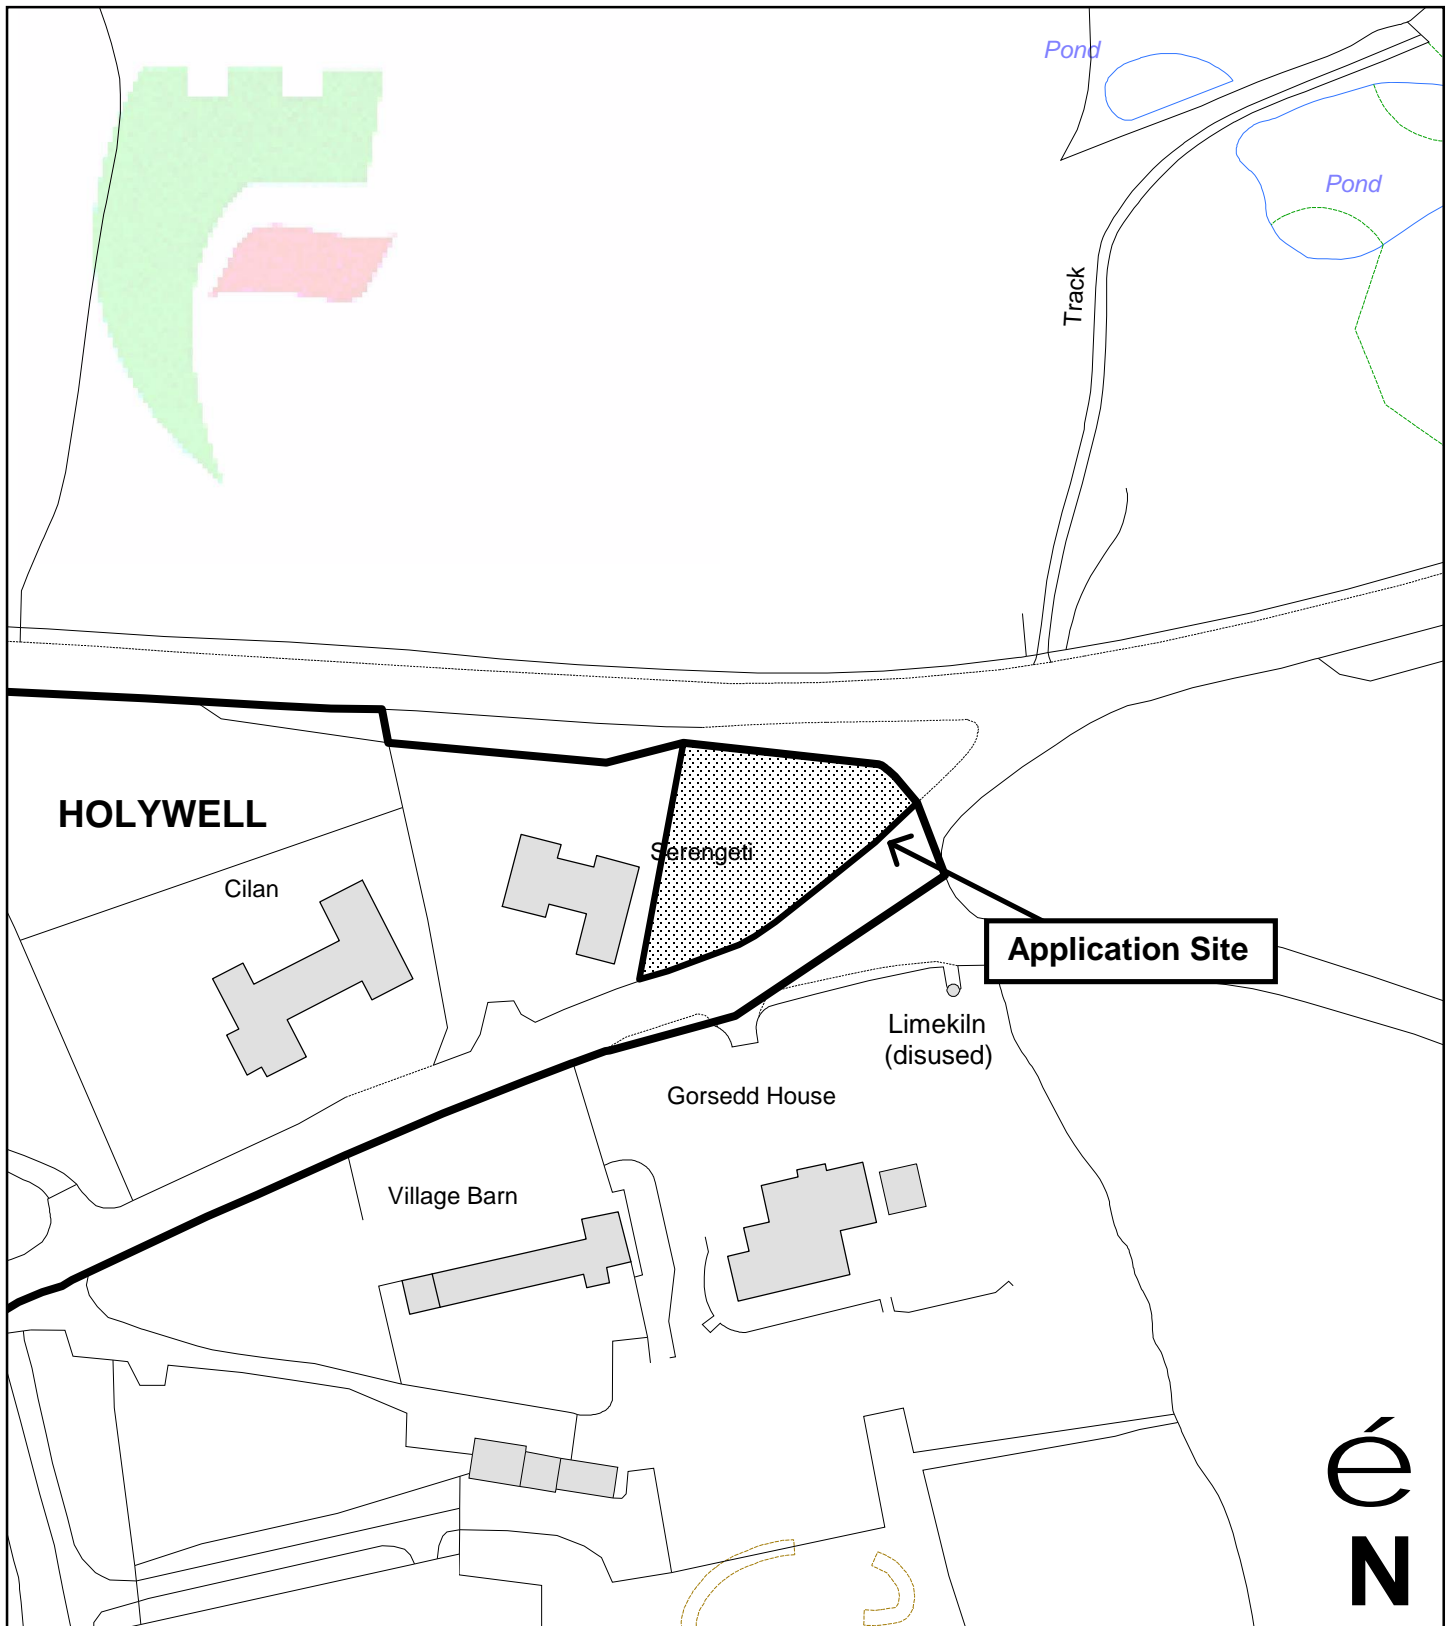 Pond
Pond
Track
HOLYWELL
Serengeti
Cilan
Application Site
Limekiln
(disused)
Gorsedd House
Village Barn
é
N